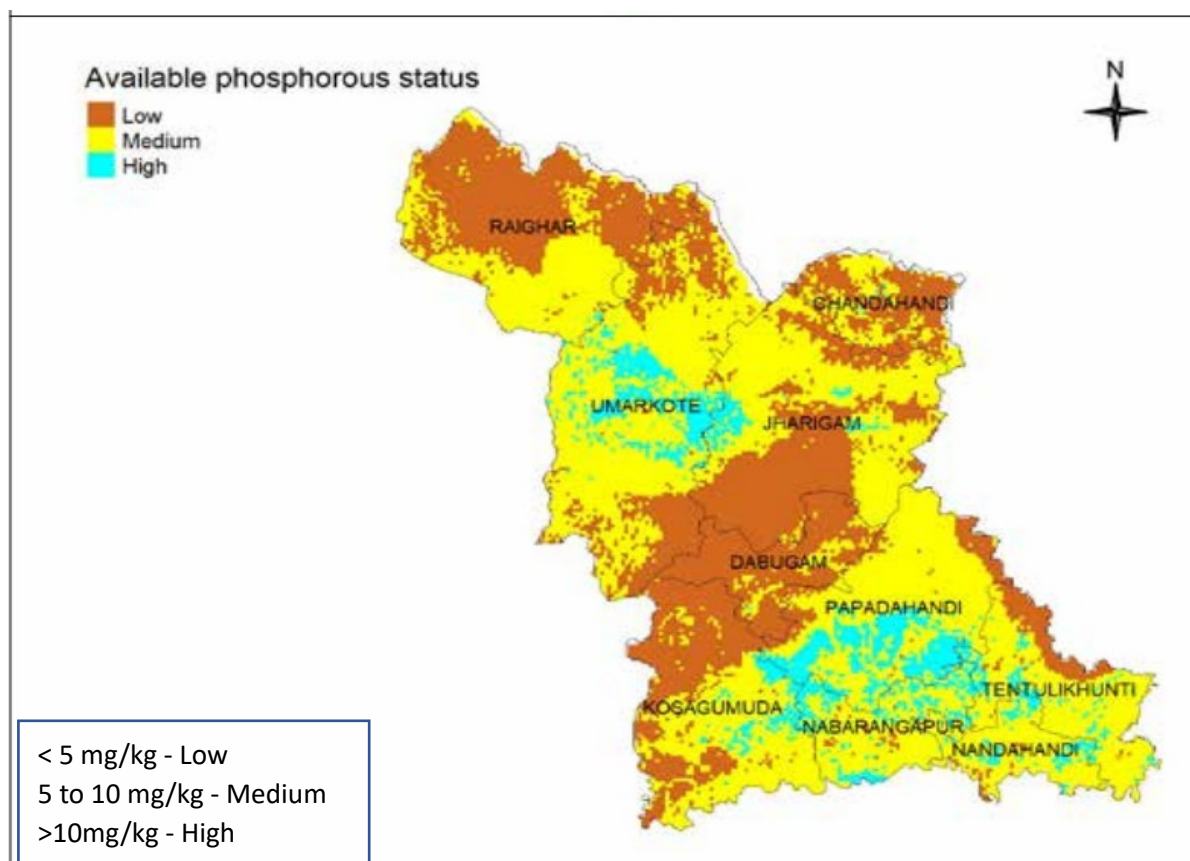 Available phosphorous status
N
Low
Medium
High
RAIGHAR
CHANDAHANDI
UMARKOTE
JHARIGAM
DABUGAM
PAPADAHANDI
TENTULIKHUNTI
KOSAGUMUDA
NABARANGAPUR
NANDAHANDI
< 5 mg/kg - Low
5 to 10 mg/kg - Medium
>10mg/kg - High